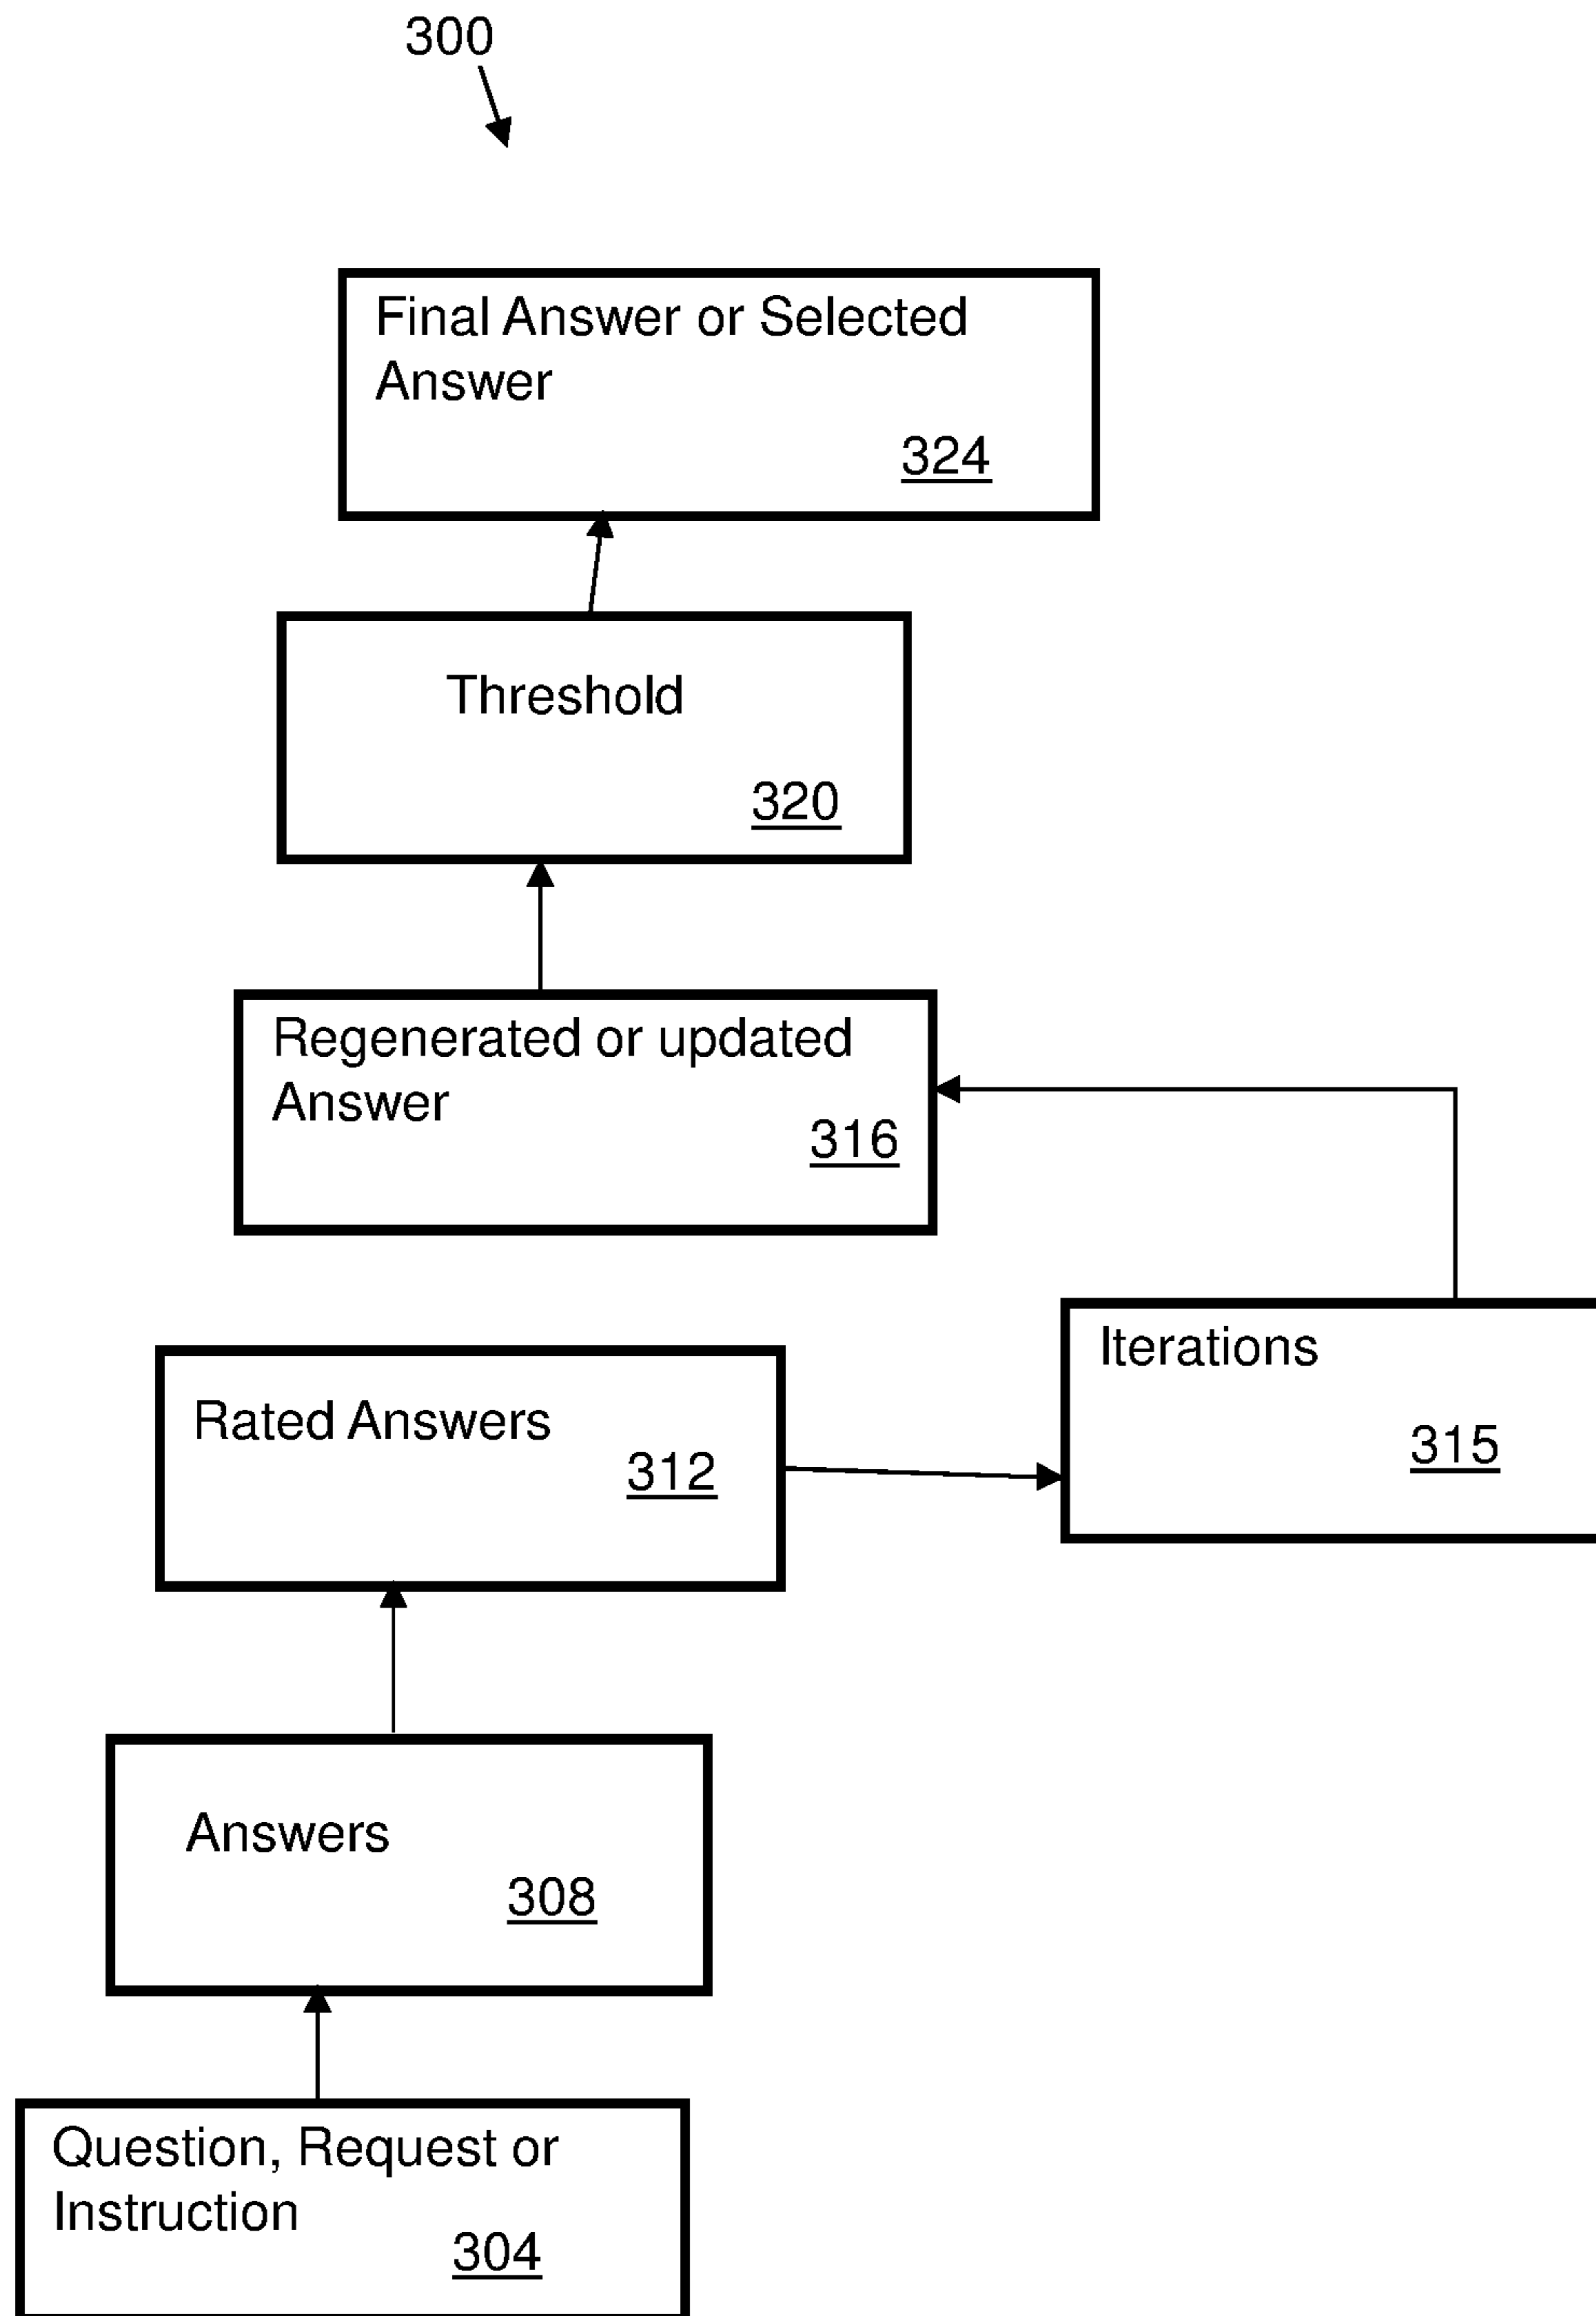 300
Final Answer or Selected
Answer
324
Threshold
320
Regenerated or updated
Answer
316
Iterations
315
Rated Answers
312
Answers
308
Question, Request or
Instruction
304